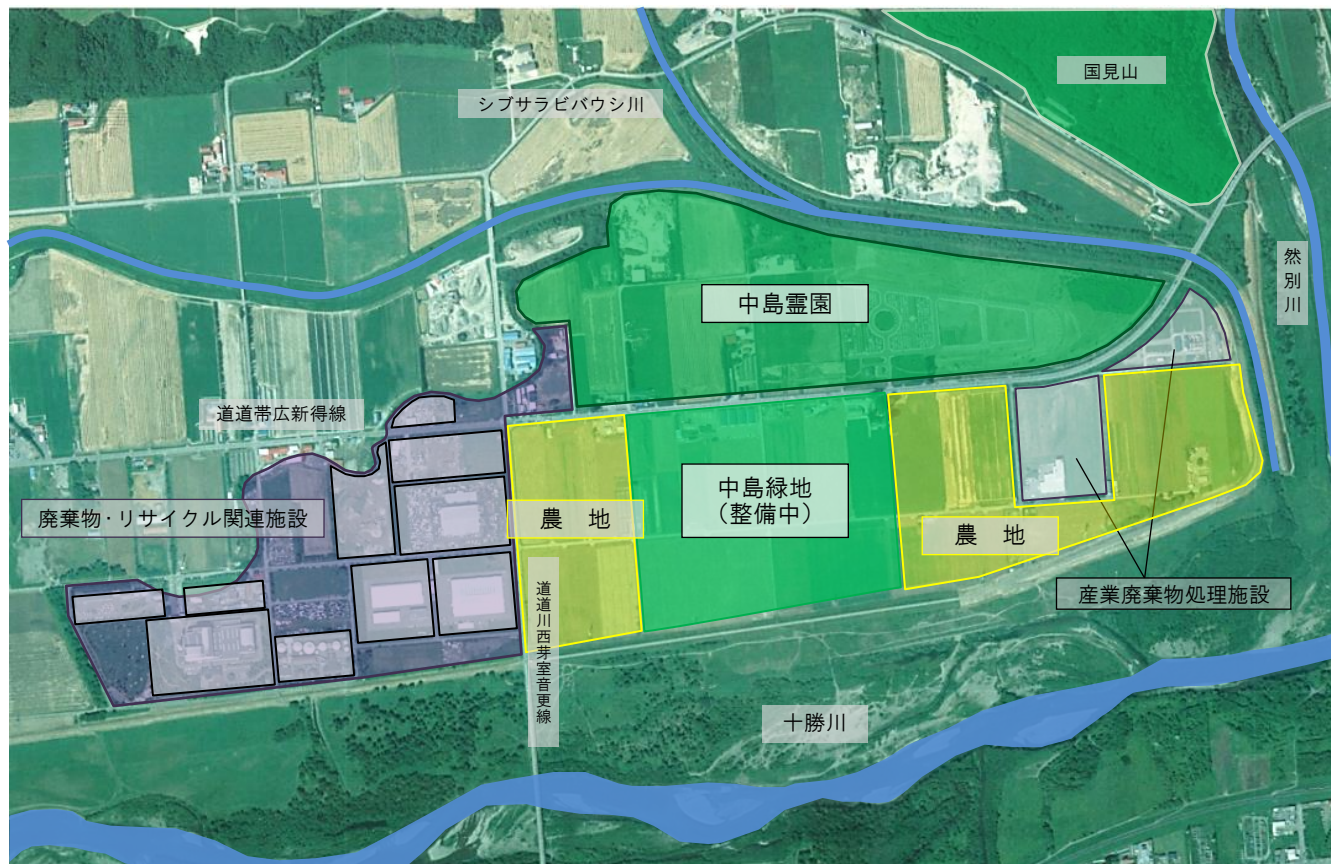 国見山
シブサラビバウシ川
然別川
中島霊園
道道帯広新得線
中島緑地
（整備中）
廃棄物・リサイクル関連施設
農　地
農　地
産業廃棄物処理施設
道道川西芽室音更線
十勝川